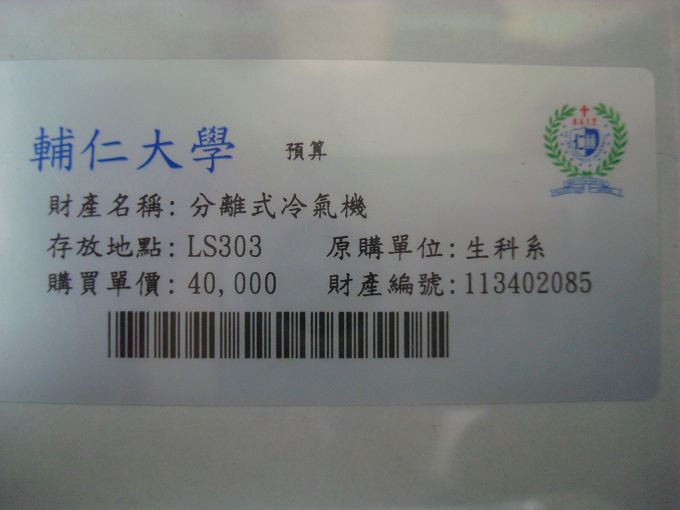 輔仁大學 預算
財產名稱: 分離式冷氣機
存放地點: LS303 原購單位: 生科系
購買單價: 40,000 財產編號: 113402085